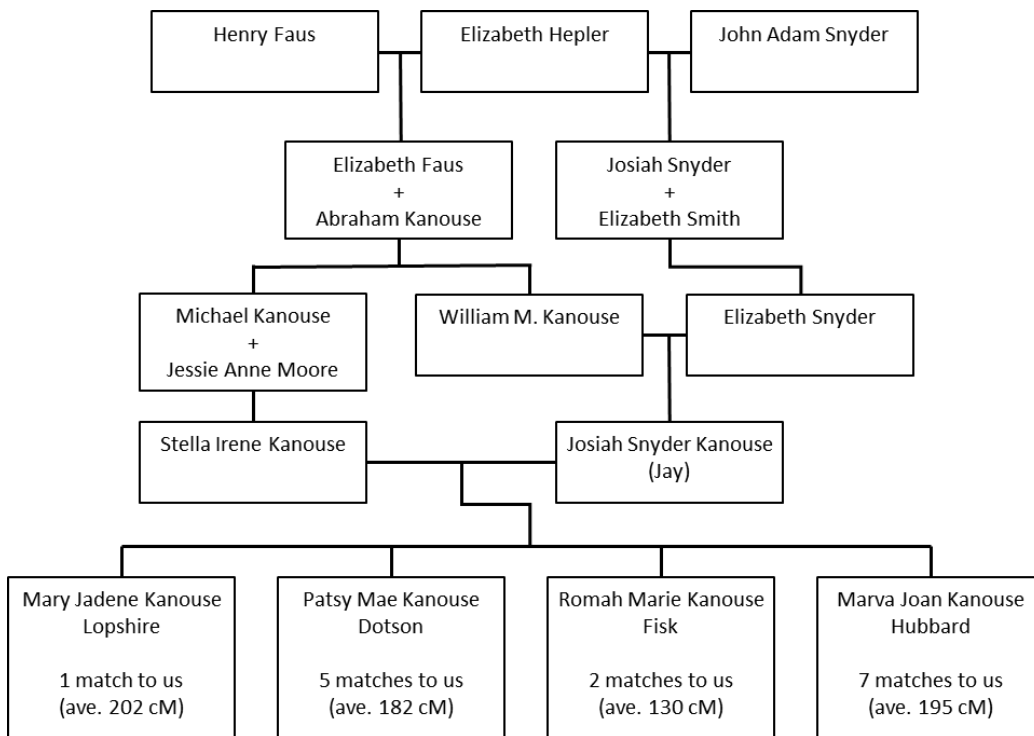 Henry Faus
Elizabeth Hepler
John Adam Snyder
Elizabeth Faus
+
Abraham Kanouse
Josiah Snyder
+
Elizabeth Smith
Michael Kanouse
+
Jessie Anne Moore
William M. Kanouse
Elizabeth Snyder
Stella Irene Kanouse
Josiah Snyder Kanouse
(Jay)
Mary Jadene Kanouse
Lopshire
1 match to us
(ave. 202 cM)
Patsy Mae Kanouse
Dotson
5 matches to us
(ave. 182 cM)
Romah Marie Kanouse
Fisk
2 matches to us
(ave. 130 cM)
Marva Joan Kanouse
Hubbard
7 matches to us
(ave. 195 cM)